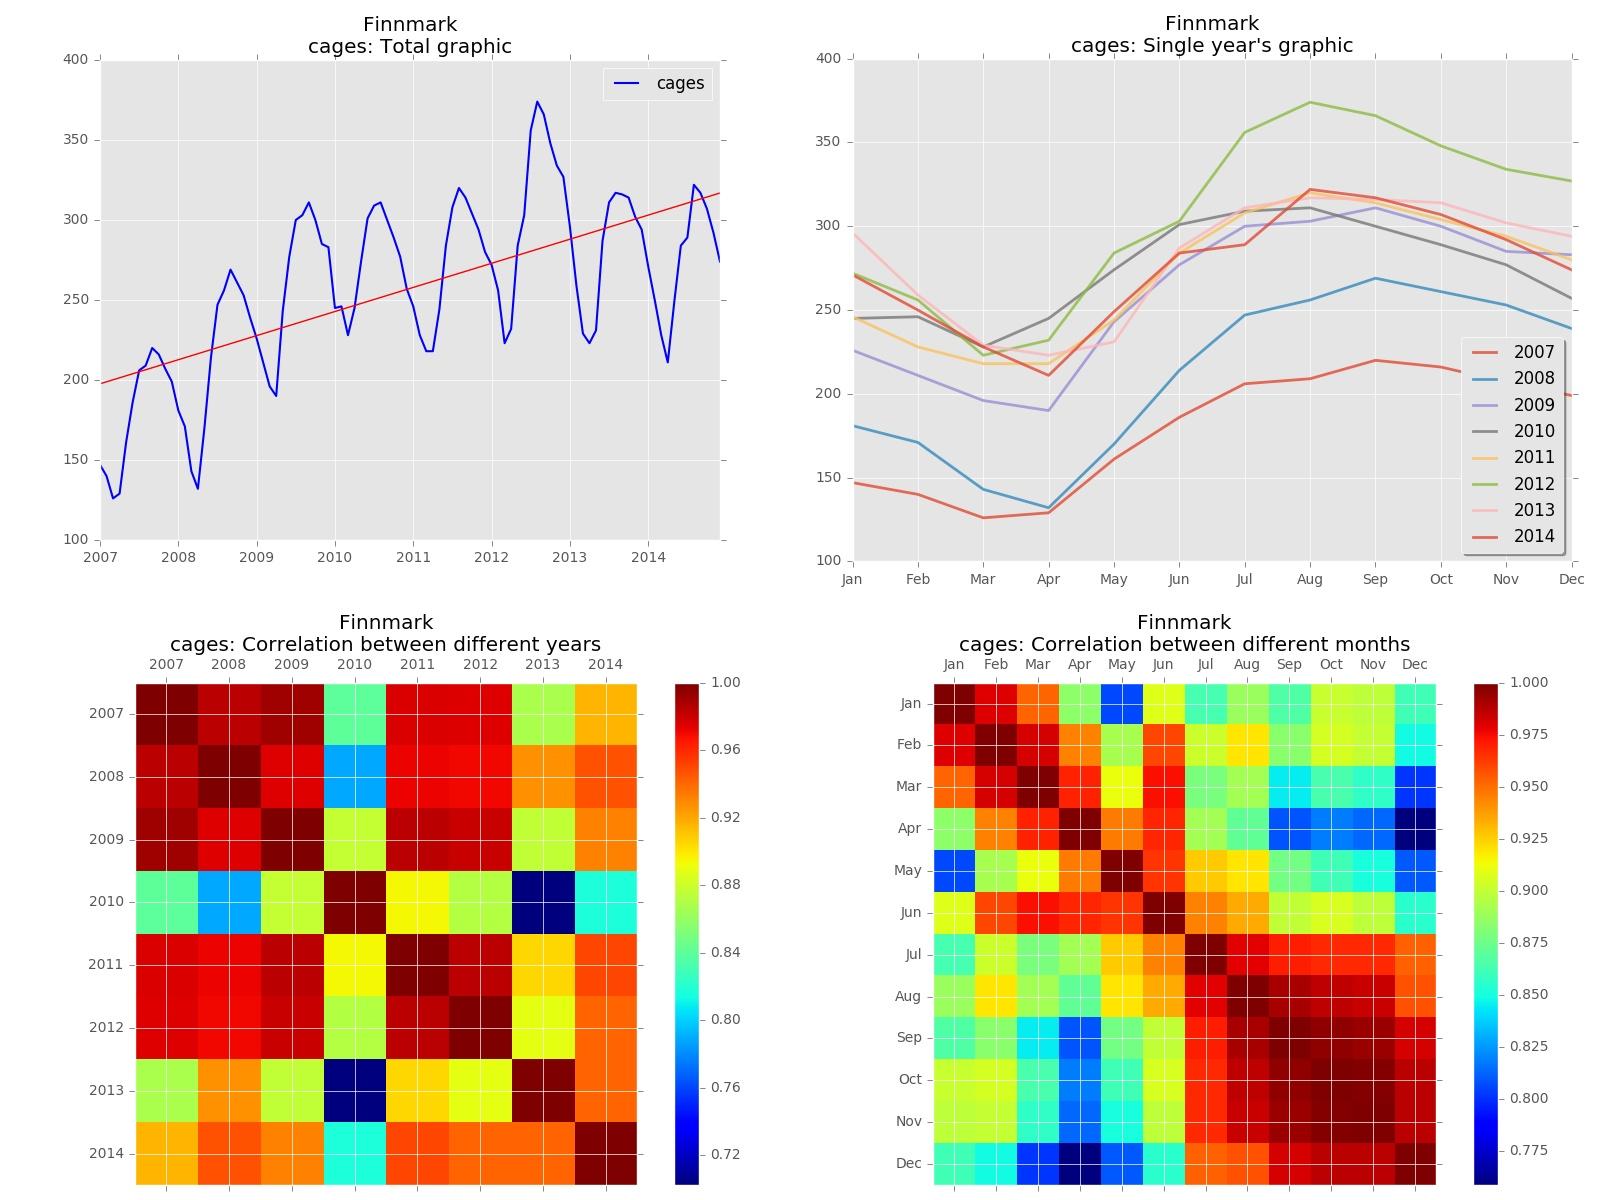 Finnmark
cages: Total graphic
400
350
300
250
200
150
100
2007 2008 2009 2010 2011 2012 2013 2014
cages
Finnmark
cages: Single year's graphic
400
350
300
250
200
150
100
Jan Feb Mar Apr May Jun Jul Aug Sep Oct Nov Dec
2007
2008
2009
2010
2011
2012
2013
2014
Finnmark
cages: Correlation between different years
2007 2008 2009 2010 2011 2012 2013 2014
2007
2008
2009
2010
2011
2012
2013
2014
1.00
0.96
0.92
0.88
0.84
0.80
0.76
0.72
Finnmark
cages: Correlation between different months
Jan Feb Mar Apr May Jun Jul Aug Sep Oct Nov Dec
Jan
Feb
Mar
Apr
May
Jun
Jul
Aug
Sep
Oct
Nov
Dec
1.000
0.975
0.950
0.925
0.900
0.875
0.850
0.825
0.800
0.775